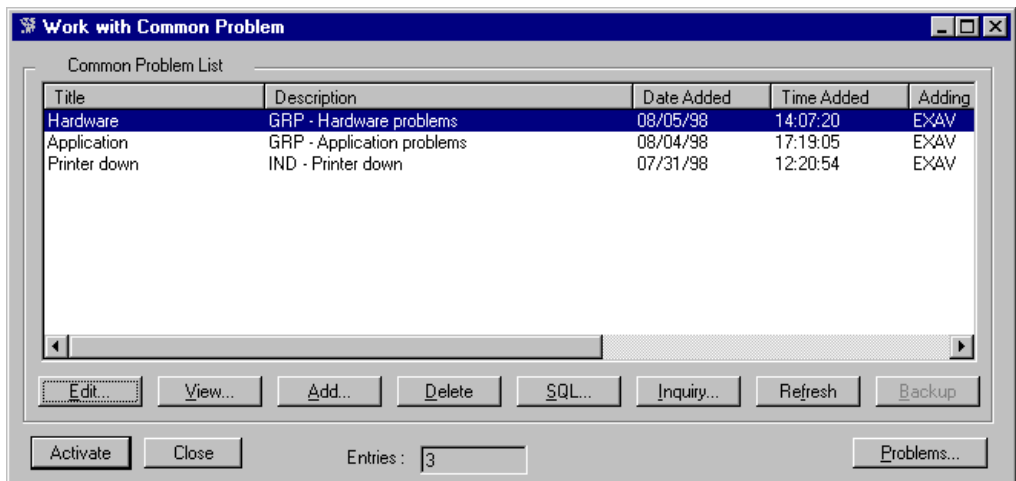 Work with Common Problem
Common Problem List
Title Description Date Added Time Added Adding
Hardware GRP - Hardware problems 08/05/98 14:07:20 EXAV
Application GRP - Application problems 08/04/98 17:19:05 EXAV
Printer down IND - Printer down 07/31/98 12:20:54 EXAV
Edit... View... Add... Delete SQL... Inquiry... Refresh Backup
Activate Close Entries : 3 Problems...